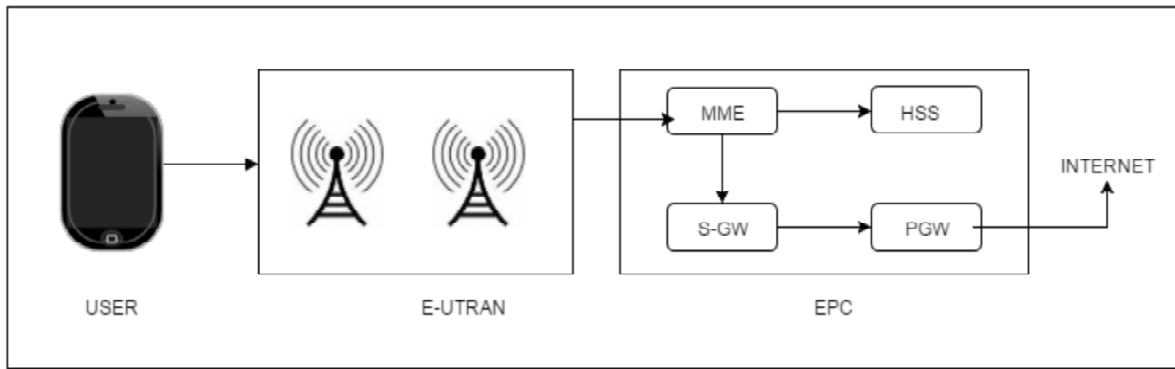 MME
HSS
INTERNET
S-GW
PGW
USER
E-UTRAN
EPC